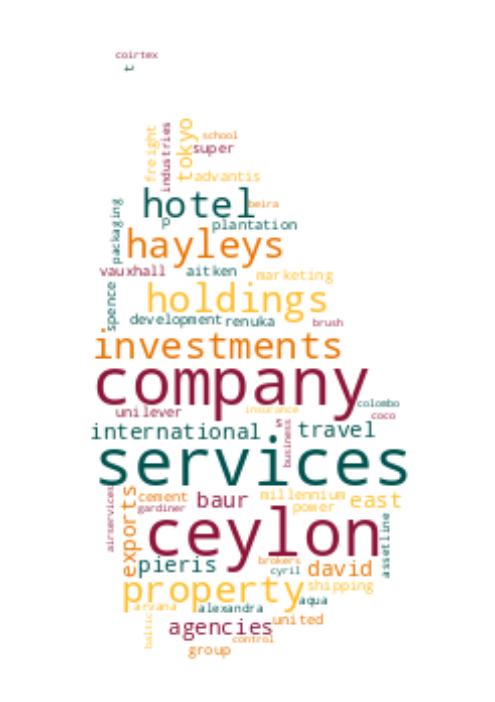 coirtex
t
school
super
freight
industries
tokyo
advantis
hotel
beira
p
plantation
packaging
hayleys
vauxhall
aitken
marketing
spence
holdings
development
renuka
brush
investments
company
colombo
unilever
insurance
coco
international
s
business
travel
services
airservices
exports
cement
gardiner
baur
millennium
power
east
ceylon
assetline
pieris
brokers
cyril
david
property
shipping
arzana
alexandra
aqua
baltic
agencies
united
control
group